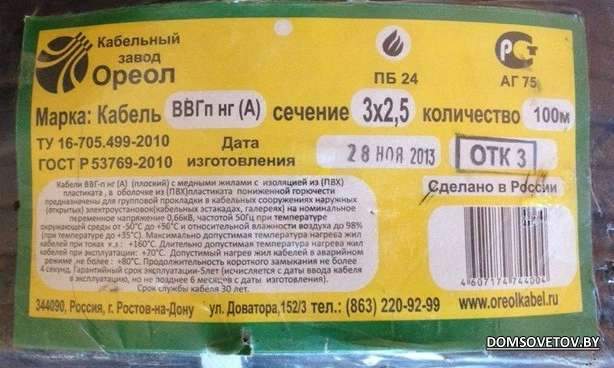 Кабельный
завод
Ореол
ПБ 24
РСТ
АГ 75
Марка: Кабель ВВГп нг (А) сечение 3х2,5 количество 100м
ТУ 16-705.499-2010
ГОСТ Р 53769-2010
Дата
изготовления
28 НОЯ 2013
ОТК 3
Сделано в России
Кабели ВВГ-п нг (А) (плоский) с медными жилами с изоляцией из (ПВХ)
пластиката, в оболочке из (ПВХ)пластиката пониженной горючести
предназначены для групповой прокладки в кабельных сооружениях наружных
(открытых) электроустановок(кабельных эстакадах, галереях) на номинальное
переменное напряжение 0,66кВ, частотой 50Гц при температуре
окружающей среды от -50°С до +50°С и относительной влажности воздуха до 98%
(при температуре до +35°С). Максимально допустимая температура нагрева жил
кабелей при токах к.з.: +160°С. Длительно допустимая температура нагрева жил
кабелей при эксплуатации: +70°С. Допустимый нагрев жил кабелей в аварийном
режиме не более: +80°С. Продолжительность короткого замыкания не более
4 секунд. Гарантийный срок эксплуатации-5лет (исчисляется с даты ввода кабеля
в эксплуатацию, но не позднее 6 месяцев с даты изготовления).
Срок службы кабеля 30 лет.
4607174744504
344090, Россия, г. Ростов-на-Дону ул. Доватора,152/3 тел.: (863) 220-92-99 www.oreolkabel.ru
DOMSOVETOV.BY